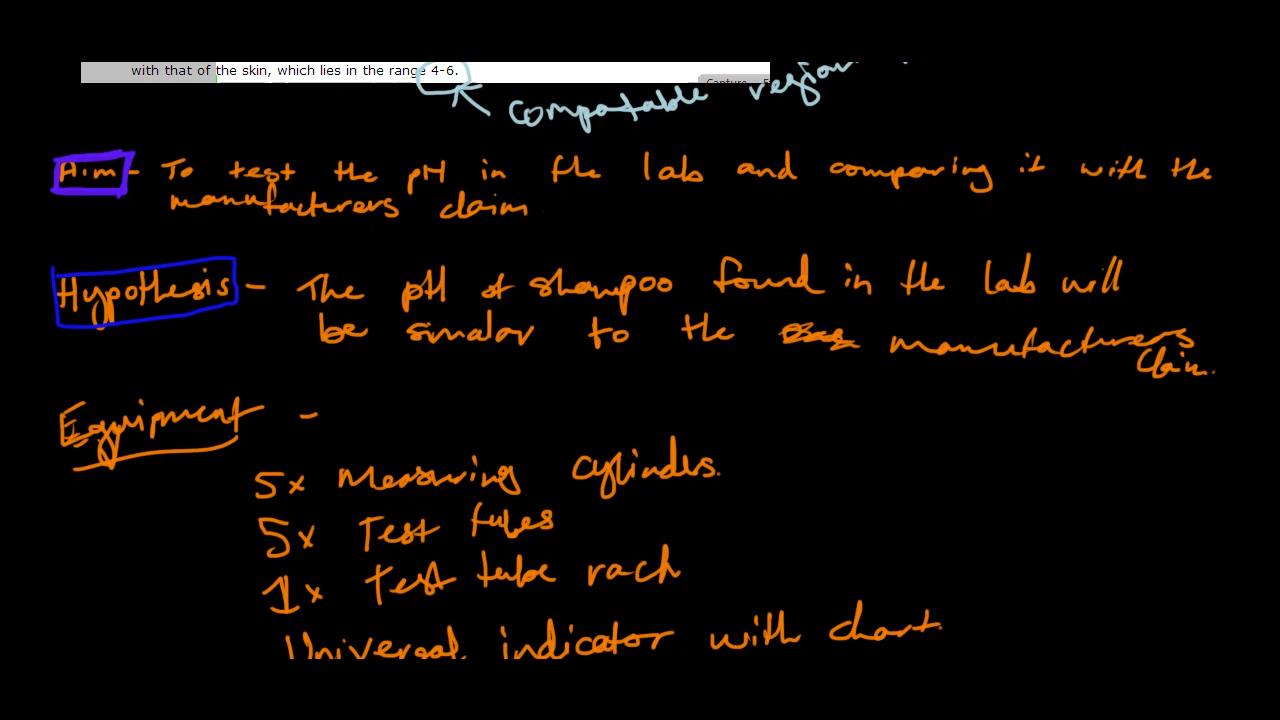 with that of the skin, which lies in the range 4-6.
compatable region
Aim - To test the pH in the lab and comparing it with the
manufacturers claim
Hypothesis - The pH of shampoo found in the lab will
be similar to the manufacturers
claim.
Equipment -
5x Measuring cylinders.
5x Test tubes
1x Test tube rack
Universal indicator with chart.